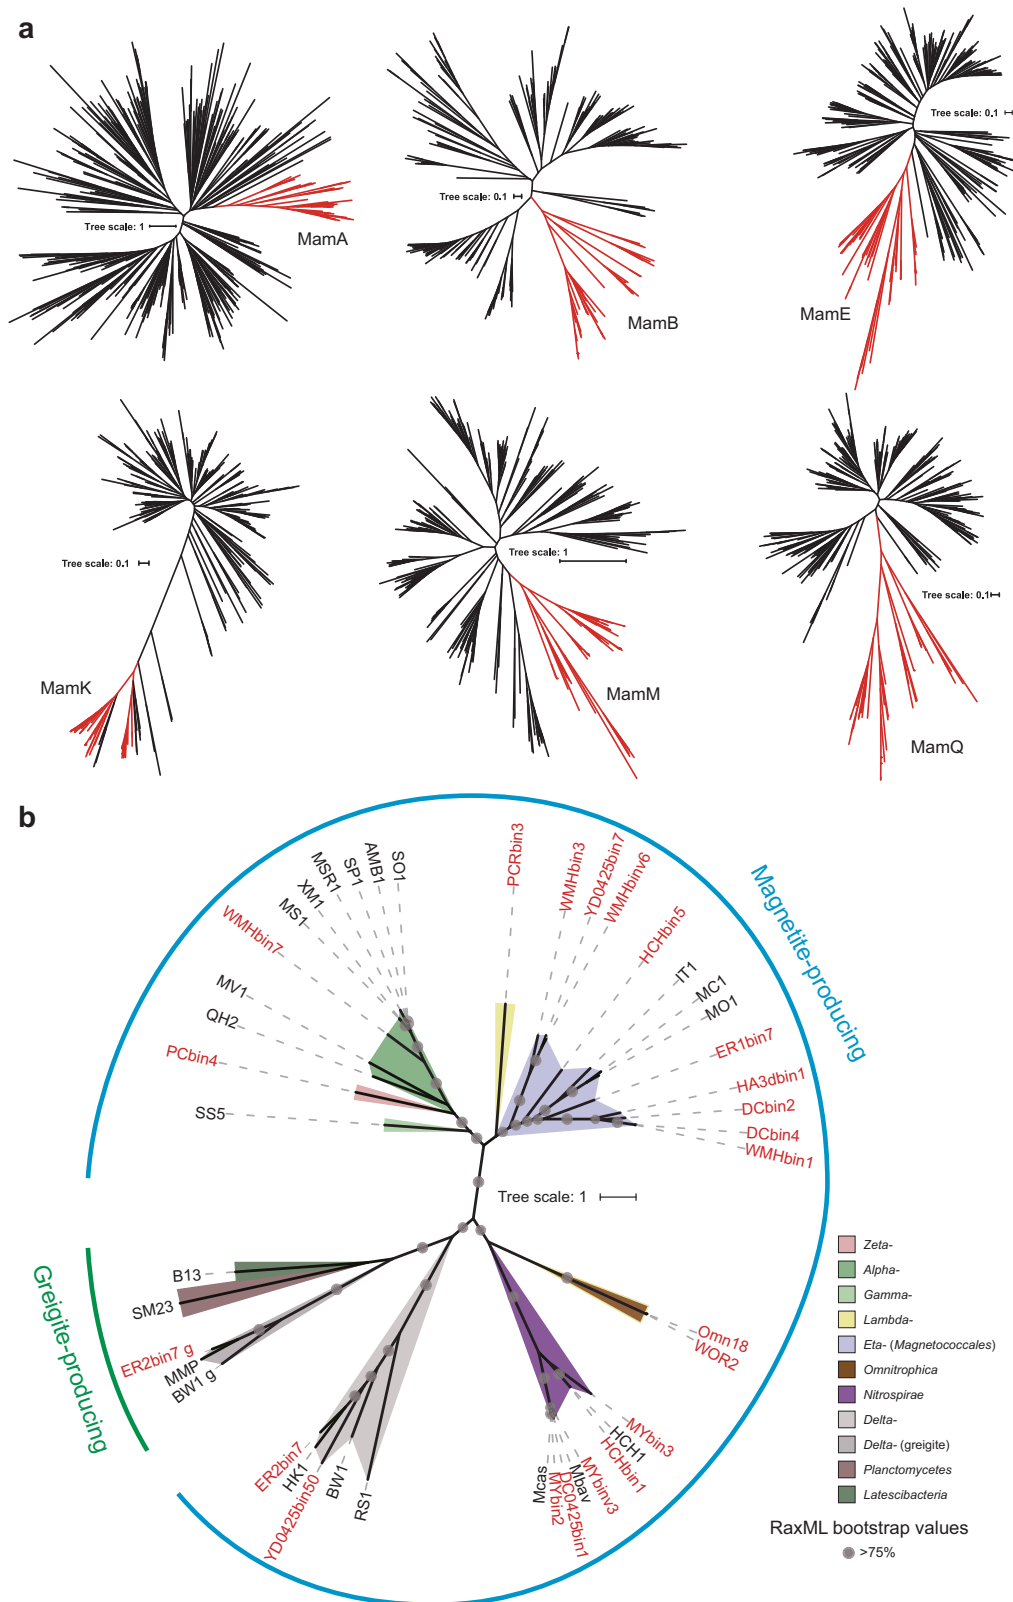 a
Tree scale: 1
MamA
Tree scale: 0.1
MamB
Tree scale: 0.1
MamE
Tree scale: 0.1
MamK
Tree scale: 1
MamM
Tree scale: 0.1
MamQ
b
Magnetite-producing
Greigite-producing
PCbin4
QH2
MV1
WMHbin7
MS1
XM1
MSR1
SP1
AMB1
SO1
PCRbin3
WMHbin3
YD0425bin7
WMHbinv6
HCHbin5
IT1
MC1
MO1
ER1bin7
HA3dbin1
DCbin2
DCbin4
WMHbin1
SS5
Tree scale: 1
B13
SM23
ER2bin7 g
MMP
BW1 g
ER2bin7
HK1
YD0425bin50
BW1
RS1
Mcas
MYbin2
DC0425bin1
Mbav
MYbinv3
HCHbin1
HCH1
MYbin3
Omn18
WOR2
Zeta-
Alpha-
Gamma-
Lambda-
Eta- (Magnetococcales)
Omnitrophica
Nitrospirae
Delta-
Delta- (greigite)
Planctomycetes
Latescibacteria
RaxML bootstrap values
>75%